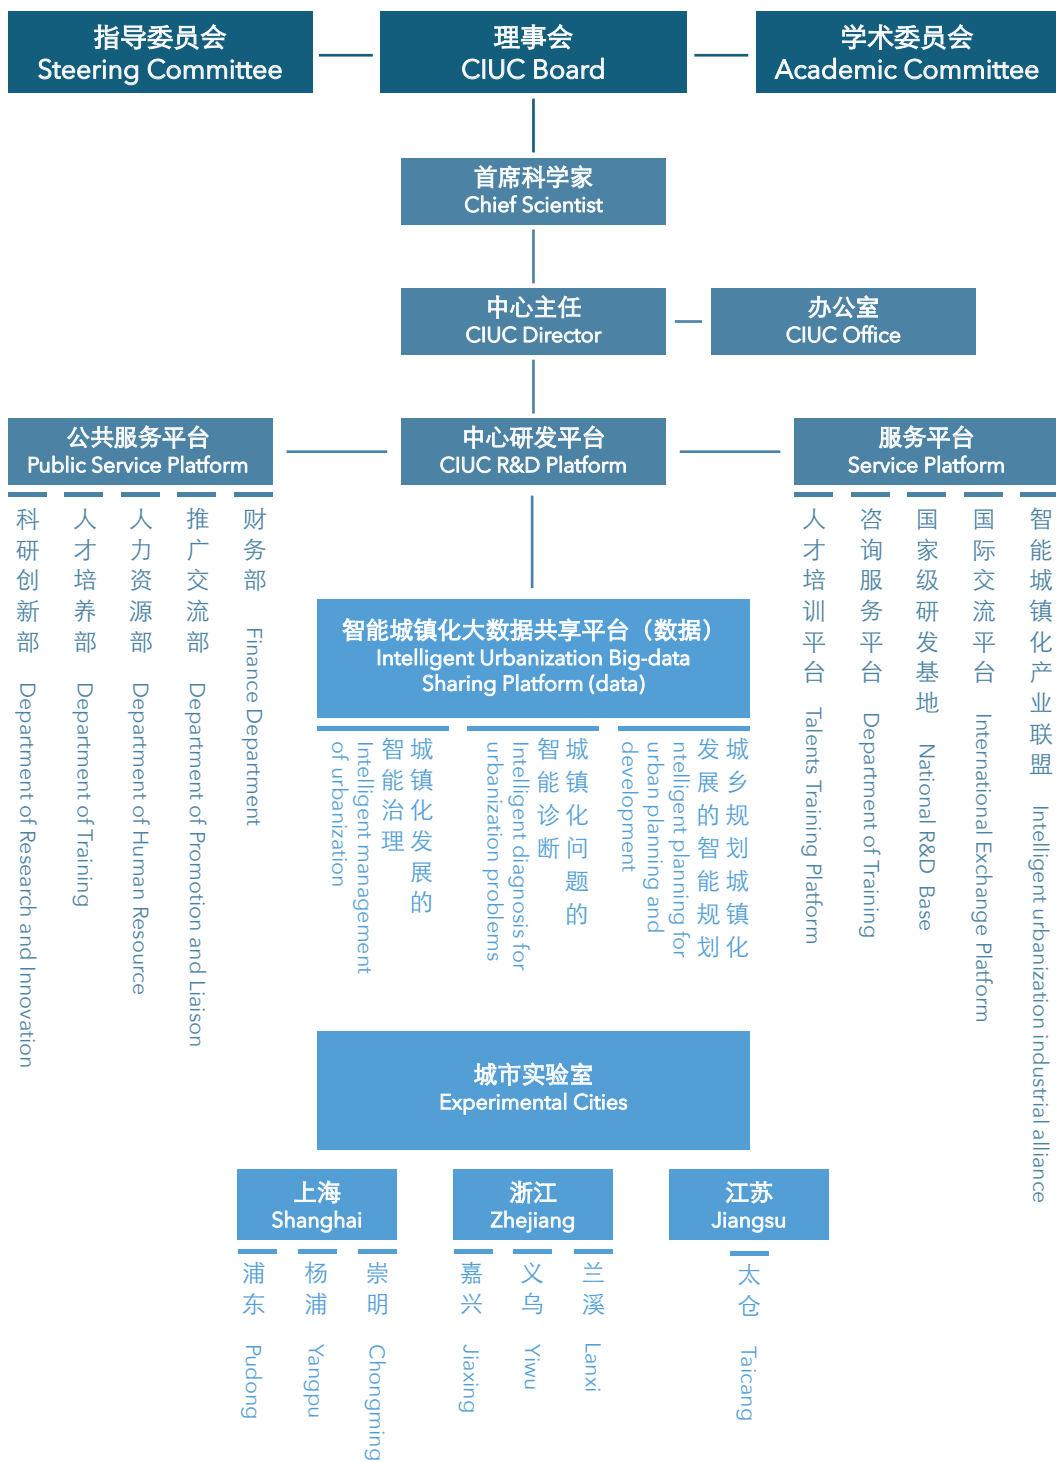 指导委员会
Steering Committee
理事会
CIUC Board
学术委员会
Academic Committee
首席科学家
Chief Scientist
中心主任
CIUC Director
办公室
CIUC Office
公共服务平台
Public Service Platform
中心研发平台
CIUC R&D Platform
服务平台
Service Platform
科研创新部 Department of Research and Innovation
人才培养部 Department of Training
人力资源部 Department of Human Resource
推广交流部 Department of Promotion and Liaison
财务部 Finance Department
人才培训平台 Talents Training Platform
咨询服务平台 Department of Training
国家级研发基地 National R&D Base
国际交流平台 International Exchange Platform
智能城镇化产业联盟 Intelligent urbanization industrial alliance
智能城镇化大数据共享平台（数据）
Intelligent Urbanization Big-data
Sharing Platform (data)
城镇化发展的
智能治理
Intelligent management
of urbanization
城镇化问题的
智能诊断
Intelligent diagnosis for
urbanization problems
城乡规划城镇化
发展的智能规划
ntelligent planning for
urban planning and
development
城市实验室
Experimental Cities
上海
Shanghai
浙江
Zhejiang
江苏
Jiangsu
浦东 Pudong
杨浦 Yangpu
崇明 Chongming
嘉兴 Jiaxing
义乌 Yiwu
兰溪 Lanxi
太仓 Taicang